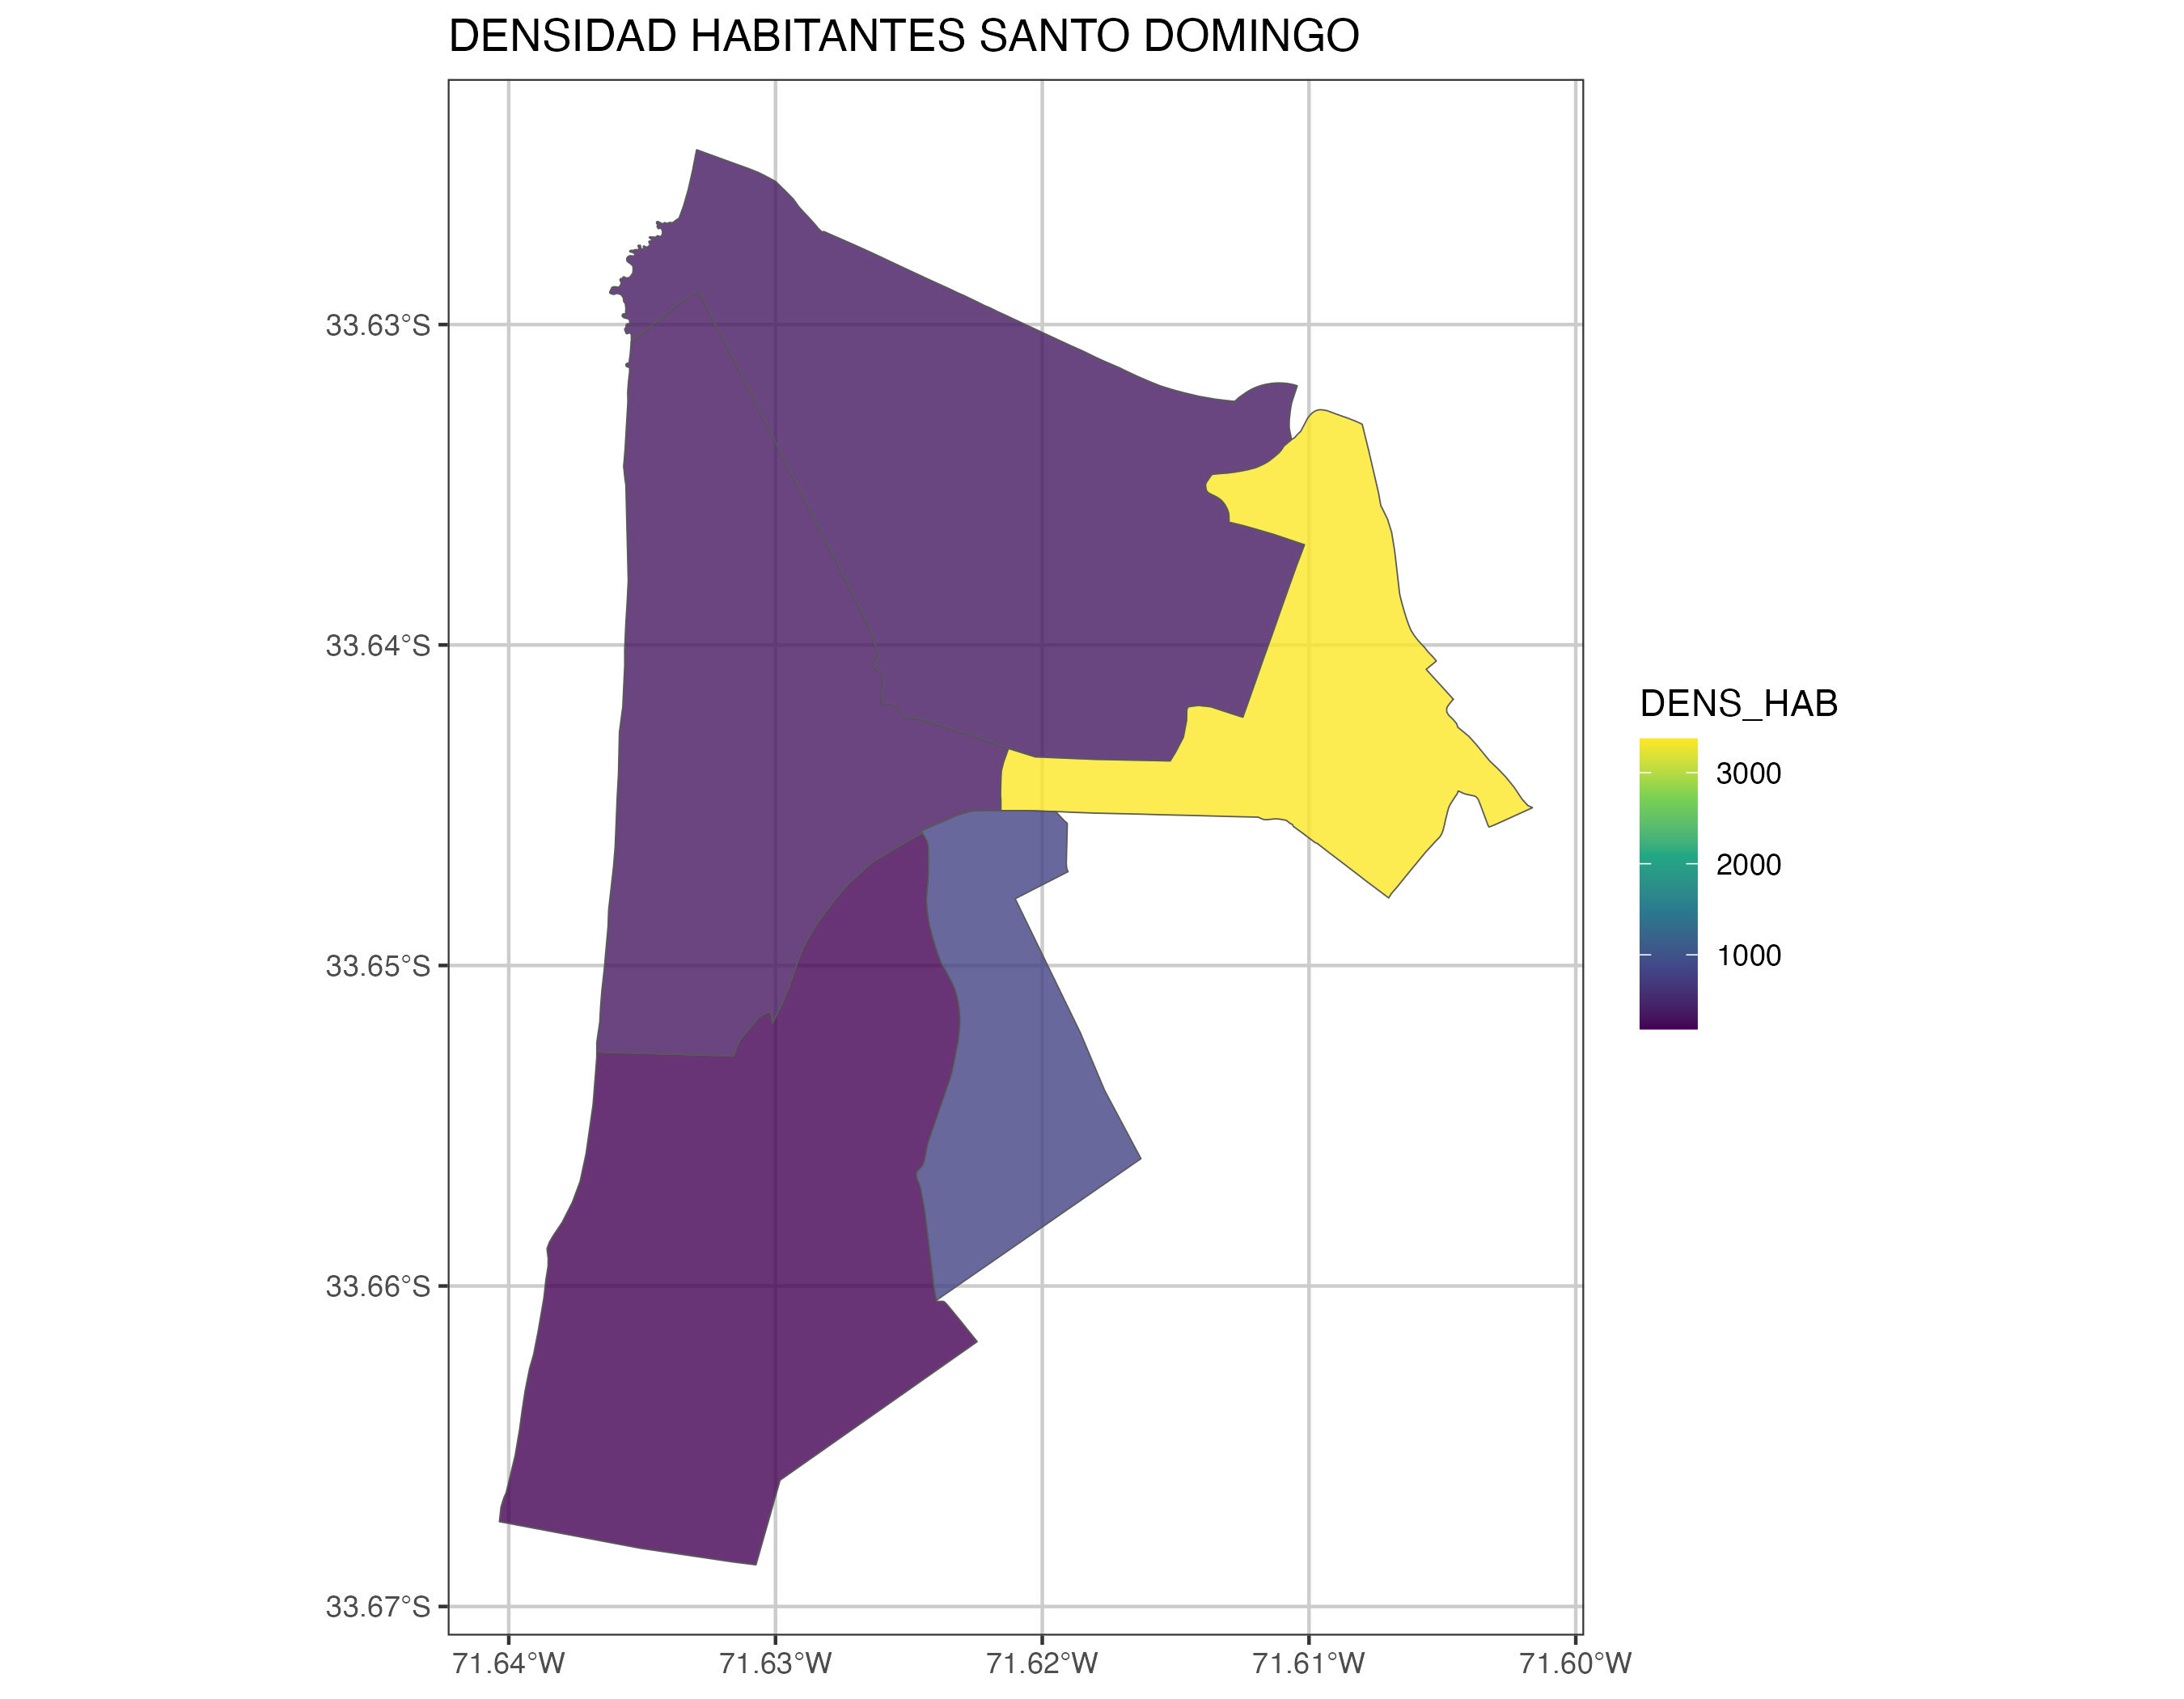 DENSIDAD HABITANTES SANTO DOMINGO
33.63°S
33.64°S
33.65°S
33.66°S
33.67°S
71.64°W
71.63°W
71.62°W
71.61°W
71.60°W
DENS_HAB
3000
2000
1000